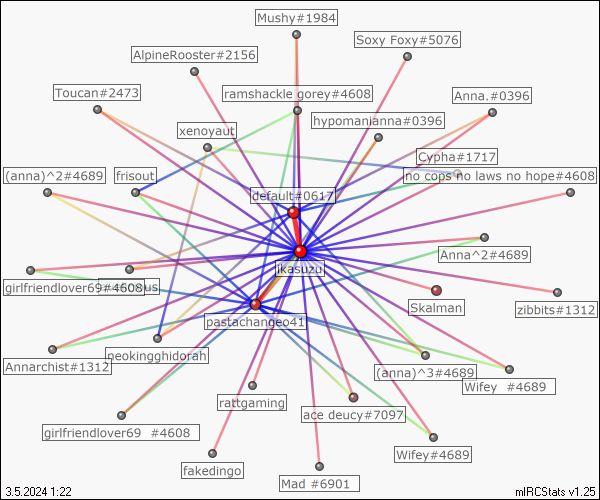 Mushy#1984
Soxy Foxy#5076
AlpineRooster#2156
Toucan#2473
ramshackle gorey#4608
Anna.#0396
hypomanianna#0396
xenoyaut
Cypha#1717
(anna)^2#4689
frisout
no cops no laws no hope#4608
default#0617
Anna^2#4689
jkasuzu
girlfriendlover69#4608
Skalman
zibbits#1312
pastachangeo41
neokingghidorah
Annarchist#1312
(anna)^3#4689
Wifey #4689
rattgaming
ace deucy#7097
girlfriendlover69 #4608
Wifey#4689
fakedingo
Mad #6901
3.5.2024 1:22
mIRCStats v1.25